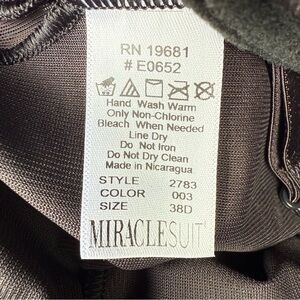 RN 19681
# E0652
Hand Wash Warm
Only Non-Chlorine
Bleach When Needed
Line Dry
Do Not Iron
Do Not Dry Clean
Made in Nicaragua
STYLE 2783
COLOR 003
SIZE 38D
MIRACLESUIT